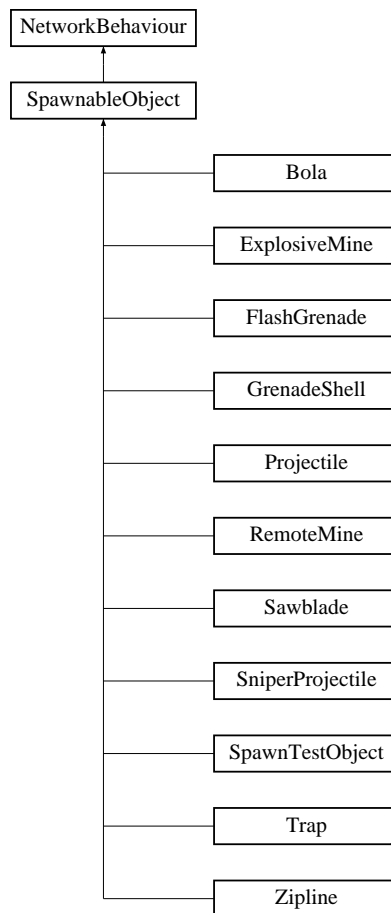 NetworkBehaviour
SpawnableObject
Bola
ExplosiveMine
FlashGrenade
GrenadeShell
Projectile
RemoteMine
Sawblade
SniperProjectile
SpawnTestObject
Trap
Zipline